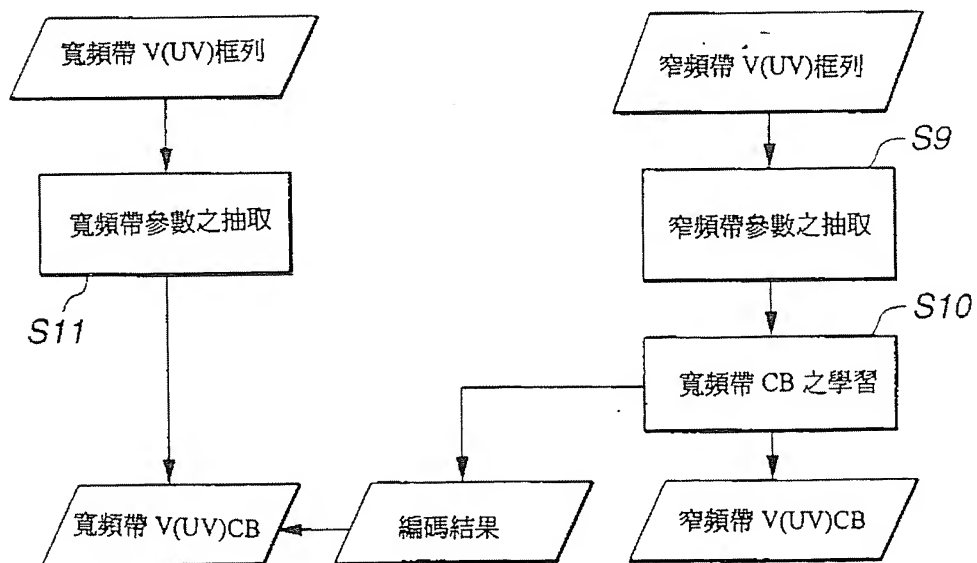 寬頻帶 V(UV)框列
窄頻帶 V(UV)框列
S9
寬頻帶參數之抽取
窄頻帶參數之抽取
S11
S10
寬頻帶 CB 之學習
寬頻帶 V(UV)CB
編碼結果
窄頻帶 V(UV)CB